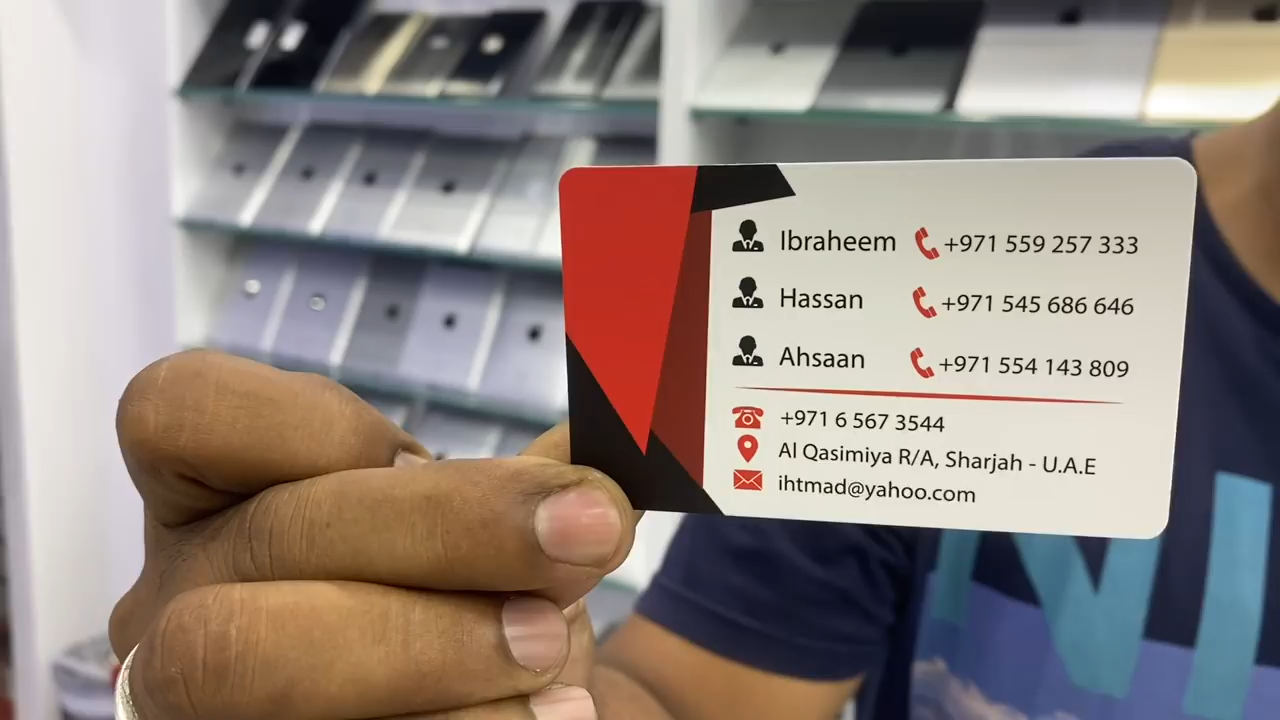 Ibraheem +971 559 257 333
Hassan +971 545 686 646
Ahsaan +971 554 143 809
+971 6 567 3544
Al Qasimiya R/A, Sharjah - U.A.E
ihtmad@yahoo.com